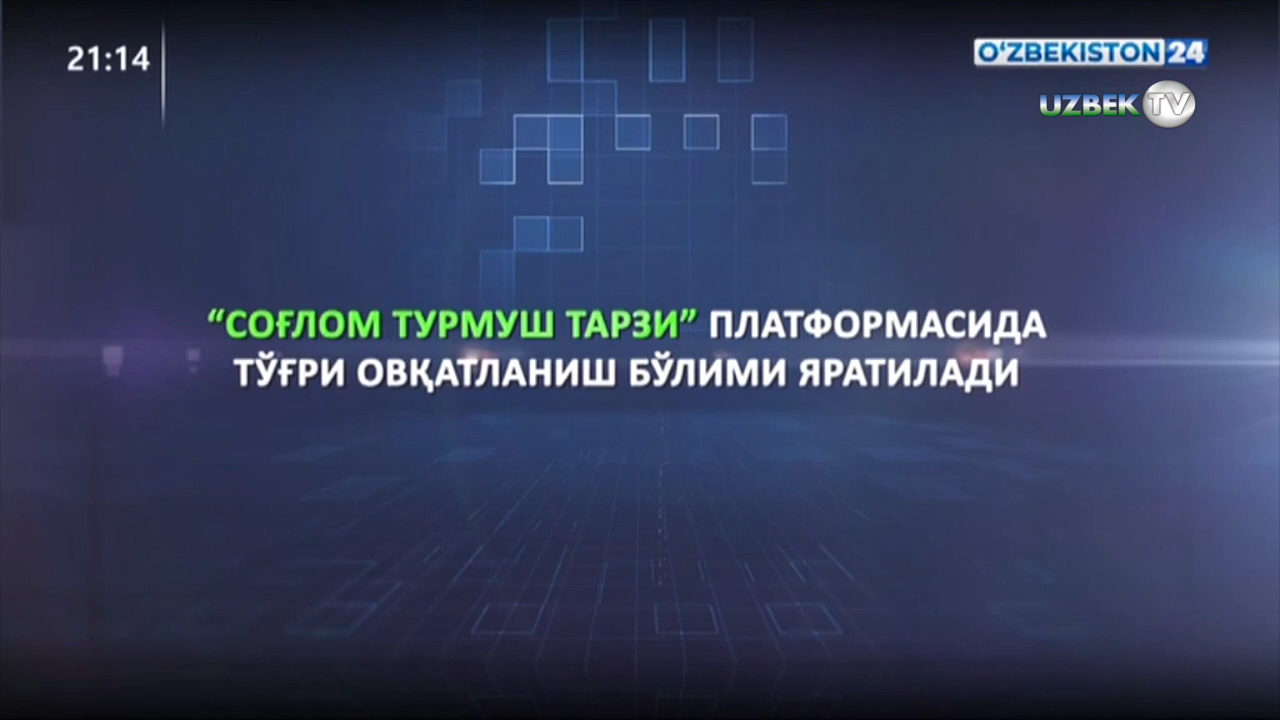 21:14
O‘ZBEKISTON 24
UZBEK TV
“СОҒЛОМ ТУРМУШ ТАРЗИ” ПЛАТФОРМАСИДА
ТЎҒРИ ОВҚАТЛАНИШ БЎЛИМИ ЯРАТИЛАДИ